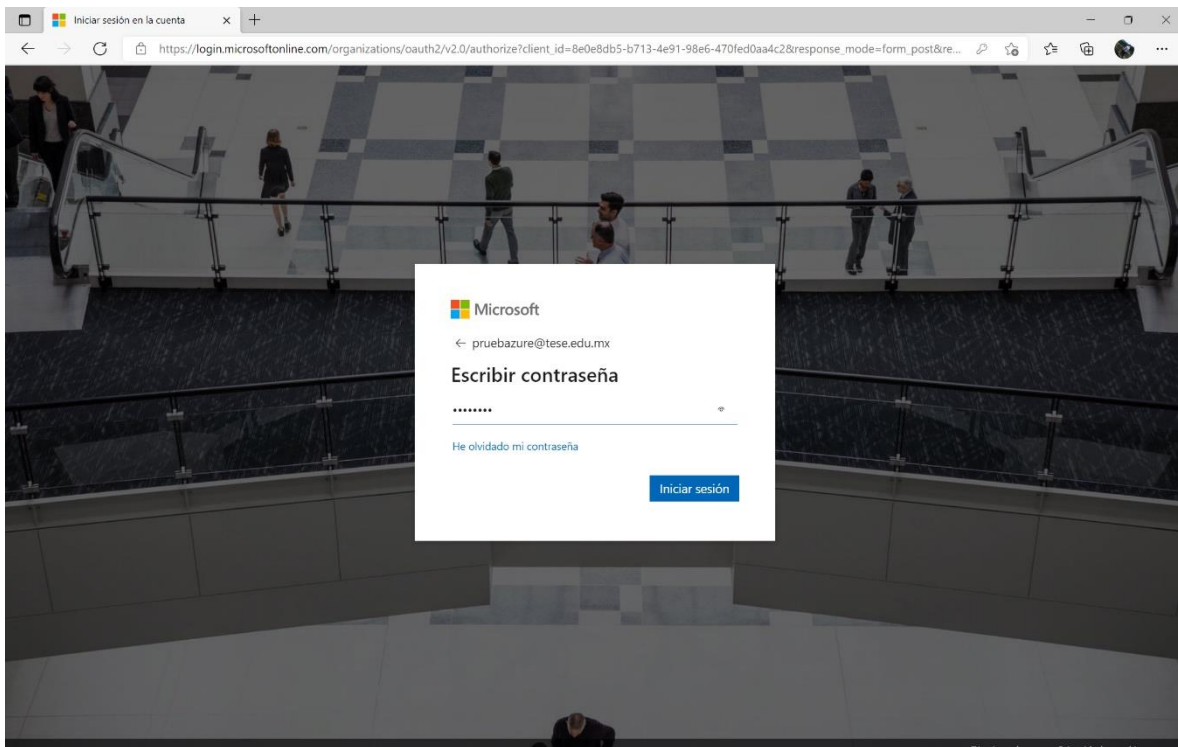 Iniciar sesión en la cuenta
https://login.microsoftonline.com/organizations/oauth2/v2.0/authorize?client_id=8e0e8db5-b713-4e91-98e6-470fed0aa4c2&response_mode=form_post&re...
Microsoft
← pruebazure@tese.edu.mx
Escribir contraseña
••••••••
He olvidado mi contraseña
Iniciar sesión